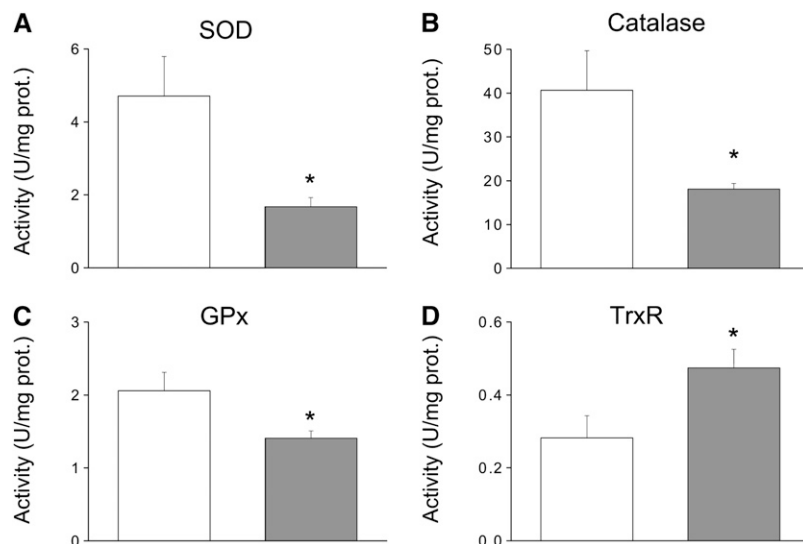 A SOD
Activity (U/mg prot.)
6
4
2
0
*
B Catalase
Activity (U/mg prot.)
50
40
30
20
10
0
*
C GPx
Activity (U/mg prot.)
3
2
1
0
*
D TrxR
Activity (U/mg prot.)
0.6
0.4
0.2
0.0
*